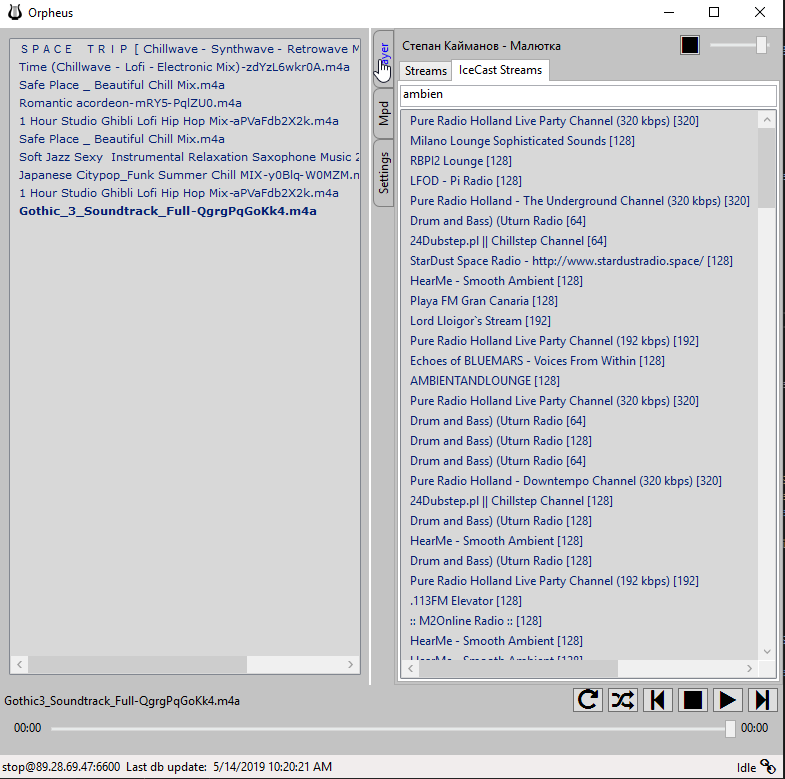 Orpheus
S P A C E   T R I P [ Chillwave - Synthwave - Retrowave M
Time (Chillwave - Lofi - Electronic Mix)-zdYzL6wkr0A.m4a
Safe Place _ Beautiful Chill Mix.m4a
Romantic acordeon-mRY5-PqlZU0.m4a
1 Hour Studio Ghibli Lofi Hip Hop Mix-aPVaFdb2X2k.m4a
Safe Place _ Beautiful Chill Mix.m4a
Soft Jazz Sexy  Instrumental Relaxation Saxophone Music 2
Japanese Citypop_Funk Summer Chill MIX-y0Blq-W0MZM.n
1 Hour Studio Ghibli Lofi Hip Hop Mix-aPVaFdb2X2k.m4a
Gothic_3_Soundtrack_Full-QgrgPqGoKk4.m4a
ayer
Mpd
Settings
Степан Кайманов - Малютка
Streams
IceCast Streams
ambien
Pure Radio Holland Live Party Channel (320 kbps) [320]
Milano Lounge Sophisticated Sounds [128]
RBPI2 Lounge [128]
LFOD - Pi Radio [128]
Pure Radio Holland - The Underground Channel (320 kbps) [320]
Drum and Bass) (Uturn Radio [64]
24Dubstep.pl || Chillstep Channel [64]
StarDust Space Radio - http://www.stardustradio.space/ [128]
HearMe - Smooth Ambient [128]
Playa FM Gran Canaria [128]
Lord Lloigor`s Stream [192]
Pure Radio Holland Live Party Channel (192 kbps) [192]
Echoes of BLUEMARS - Voices From Within [128]
AMBIENTANDLOUNGE [128]
Pure Radio Holland Live Party Channel (320 kbps) [320]
Drum and Bass) (Uturn Radio [64]
Drum and Bass) (Uturn Radio [128]
Drum and Bass) (Uturn Radio [64]
Pure Radio Holland - Downtempo Channel (320 kbps) [320]
24Dubstep.pl || Chillstep Channel [128]
Drum and Bass) (Uturn Radio [128]
HearMe - Smooth Ambient [128]
Drum and Bass) (Uturn Radio [128]
Pure Radio Holland Live Party Channel (192 kbps) [192]
.113FM Elevator [128]
:: M2Online Radio :: [128]
HearMe - Smooth Ambient [128]
HearMe - Smooth Ambient [128]
Gothic3_Soundtrack_Full-QgrgPqGoKk4.m4a
00:00
00:00
stop@89.28.69.47:6600  Last db update:  5/14/2019 10:20:21 AM
Idle